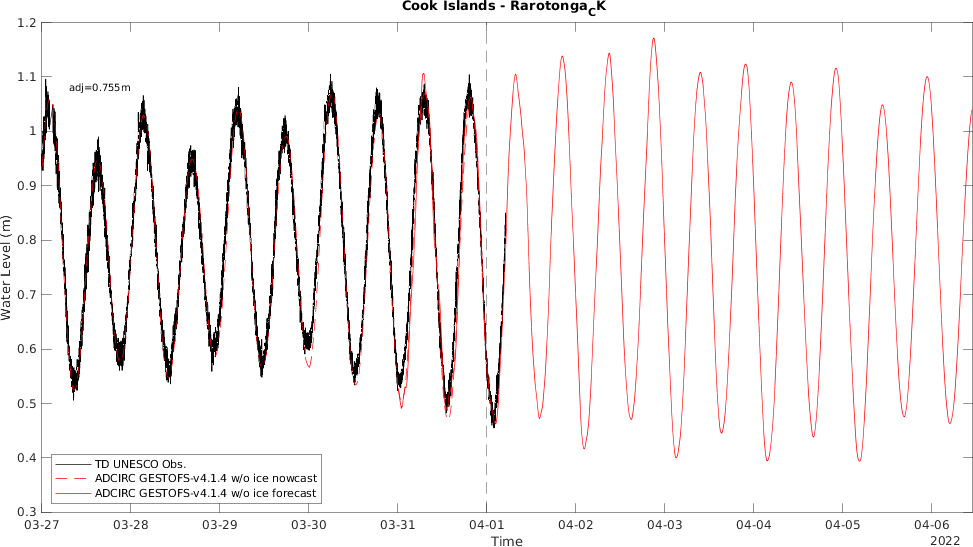 Cook Islands - Rarotonga_CK
adj=0.755m
Water Level (m)
1.2
1.1
1
0.9
0.8
0.7
0.6
0.5
0.4
0.3
TD UNESCO Obs.
ADCIRC GESTOFS-v4.1.4 w/o ice nowcast
ADCIRC GESTOFS-v4.1.4 w/o ice forecast
03-27 03-28 03-29 03-30 03-31 04-01 04-02 04-03 04-04 04-05 04-06
Time
2022